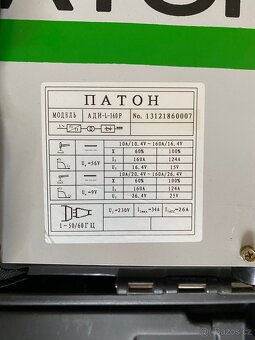 ПАТОН
МОДЕЛЬ АДИ-L-160P No. 13121860007
10А/10,4V~160А/16,4V
X 60% 100%
U₀=56V I₂ 160А 124А
U₂ 16,4V 15V
10А/20,4V~160А/26,4V
X 60% 100%
U₀=9V I₂ 160А 124А
U₂ 26,4V 25V
U₁=230V I₁max=34А I₁eff=26А
1~50/60ГЦ